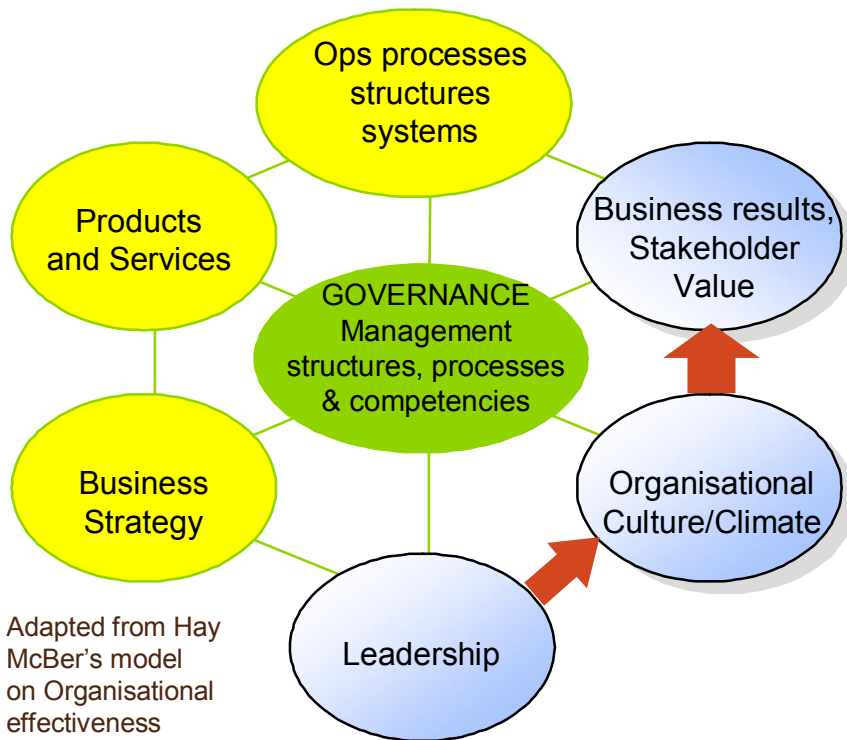 Ops processes
structures
systems
Products
and Services
Business results,
Stakeholder
Value
GOVERNANCE
Management
structures, processes
& competencies
Business
Strategy
Organisational
Culture/Climate
Leadership
Adapted from Hay
McBer’s model
on Organisational
effectiveness